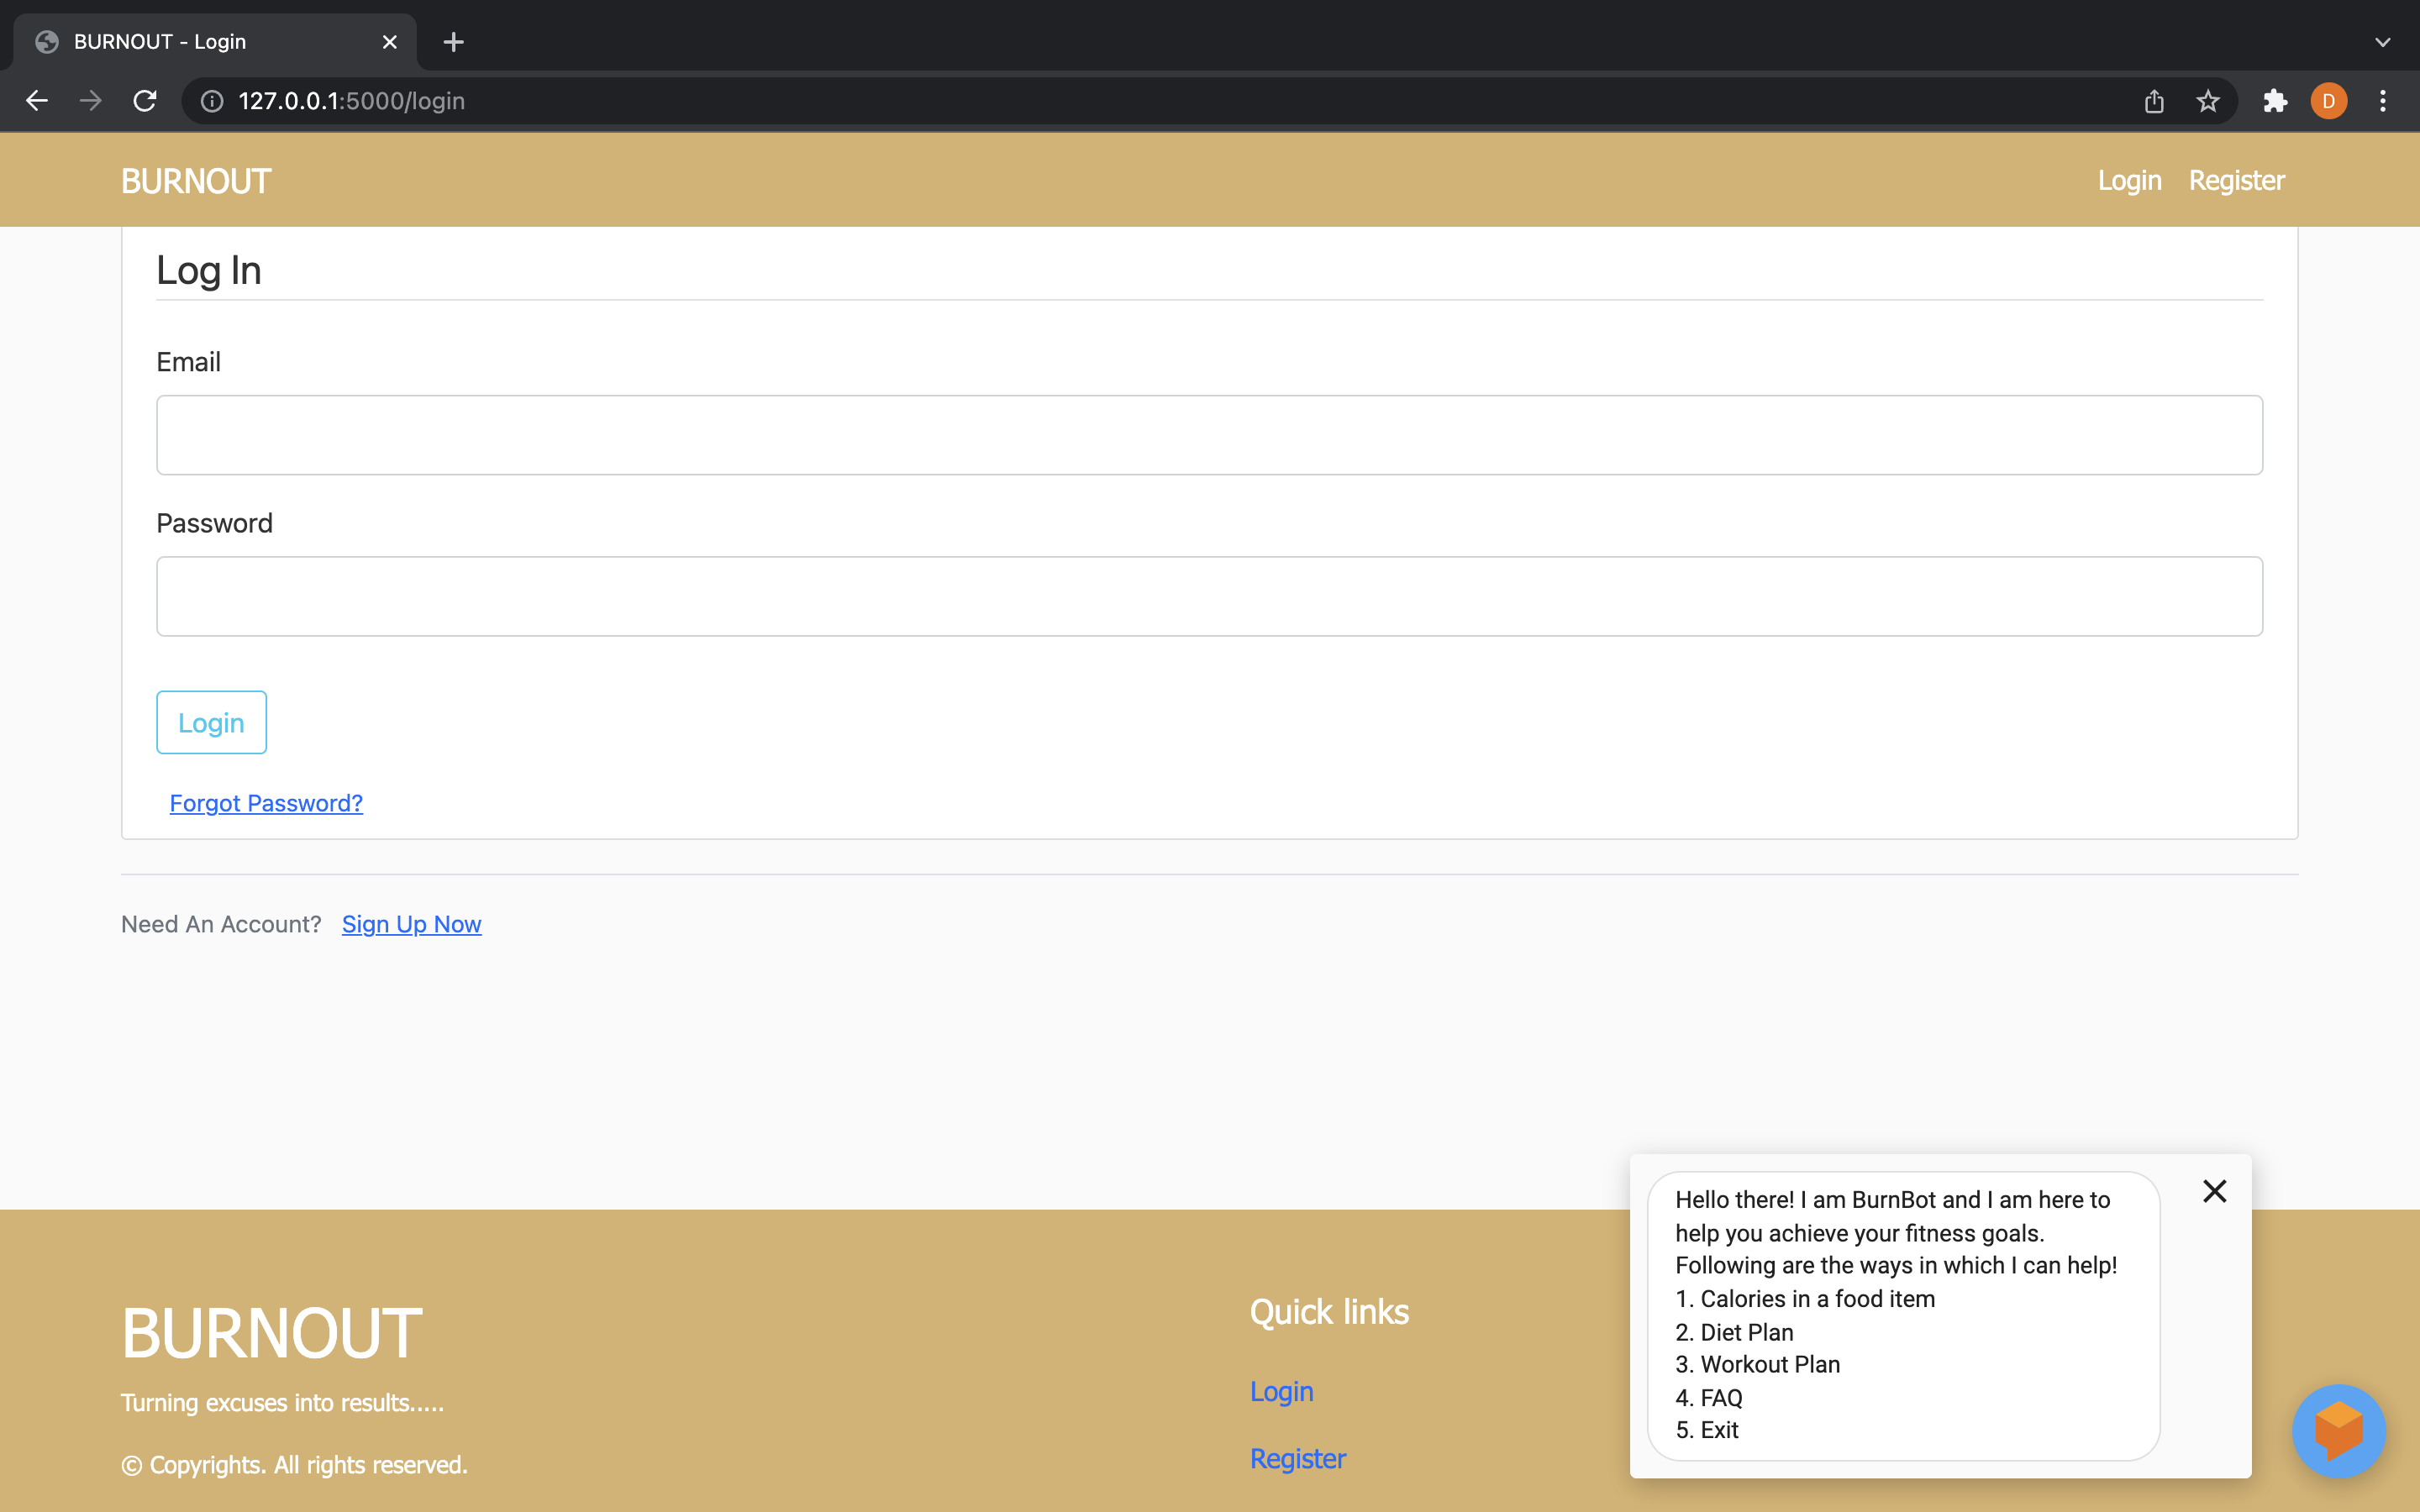 BURNOUT - Login
127.0.0.1:5000/login
D
BURNOUT
Login Register
Log In
Email
Password
Login
Forgot Password?
Need An Account? Sign Up Now
Hello there! I am BurnBot and I am here to
help you achieve your fitness goals.
Following are the ways in which I can help!
1. Calories in a food item
2. Diet Plan
3. Workout Plan
4. FAQ
5. Exit
BURNOUT
Turning excuses into results.....
© Copyrights. All rights reserved.
Quick links
Login
Register